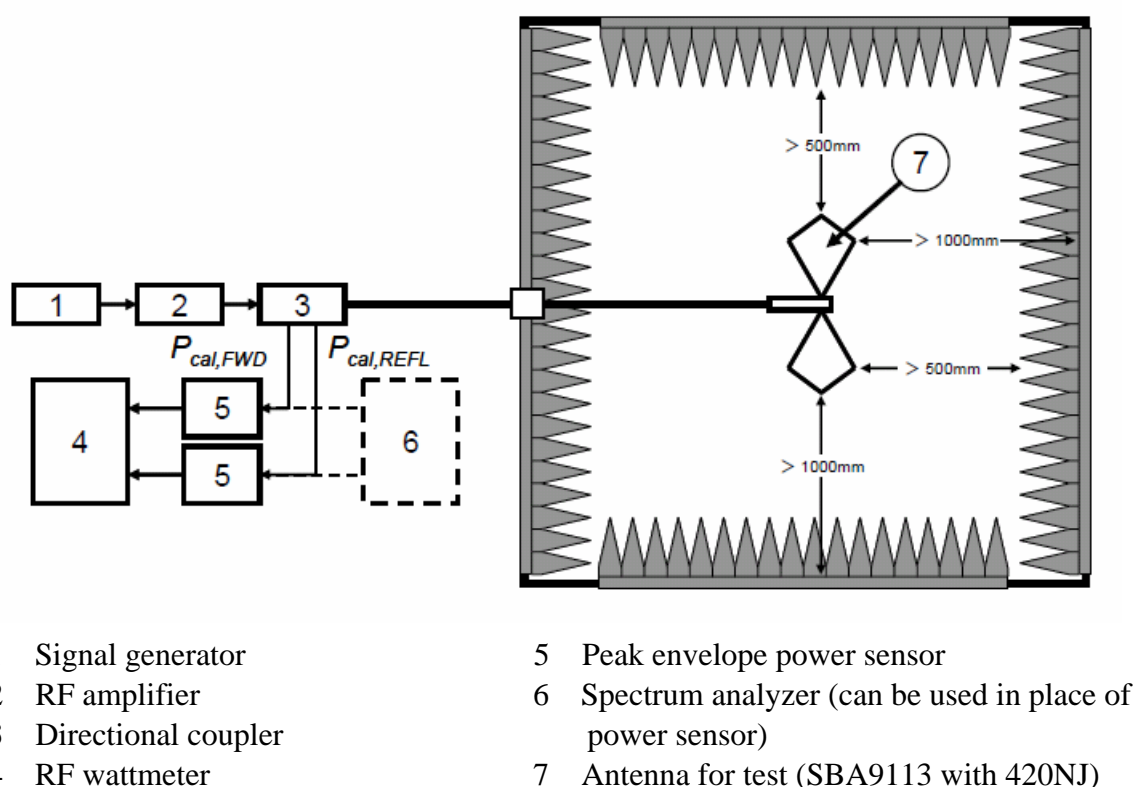 > 500mm
7
> 1000mm
1 2 3
P cal,FWD P cal,REFL
5
4 6
> 500mm
5
> 1000mm
Signal generator
RF amplifier
Directional coupler
RF wattmeter
5 Peak envelope power sensor
6 Spectrum analyzer (can be used in place of
power sensor)
7 Antenna for test (SBA9113 with 420NJ)